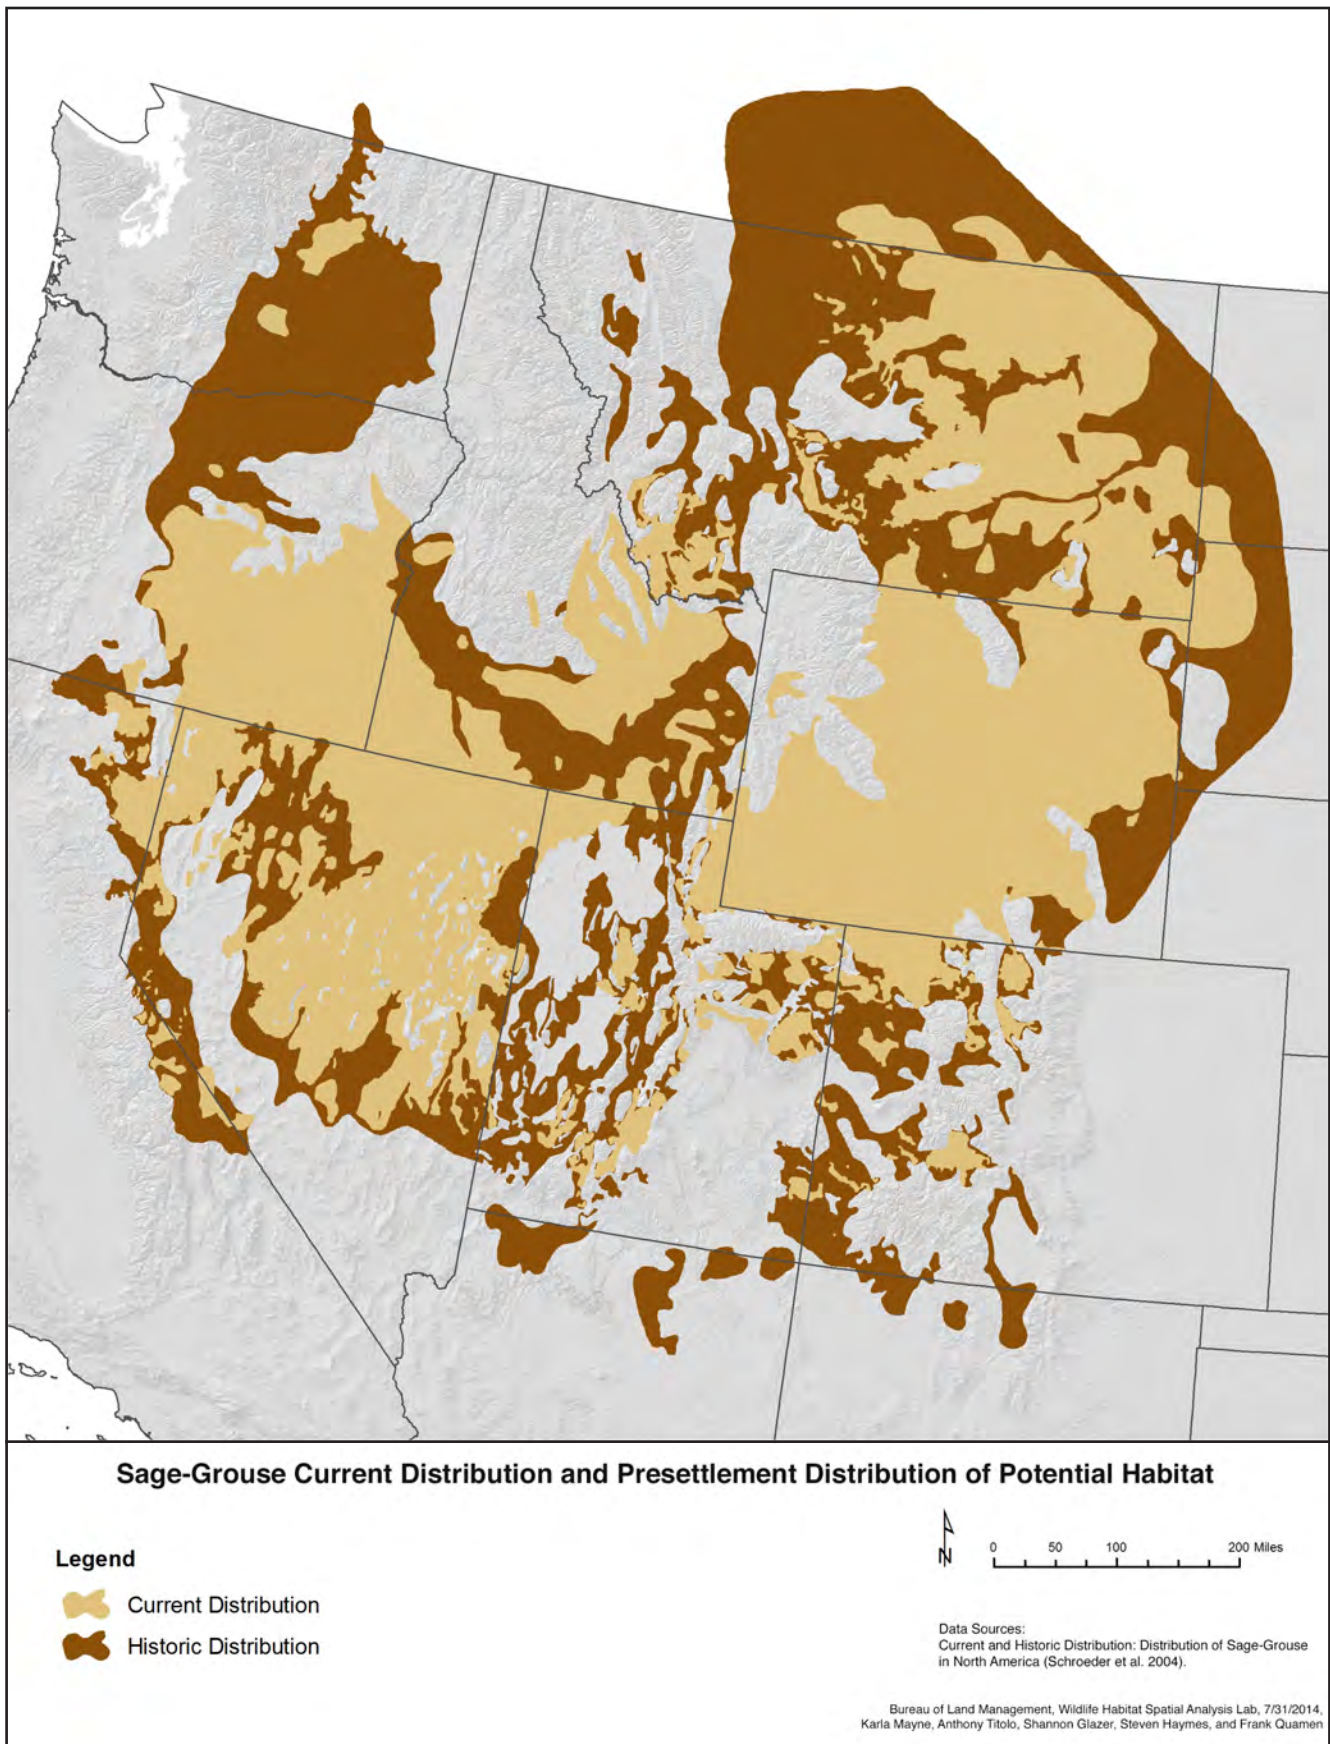 Sage-Grouse Current Distribution and Presettlement Distribution of Potential Habitat
N
0 50 100 200 Miles
Legend
Current Distribution
Historic Distribution
Data Sources:
Current and Historic Distribution: Distribution of Sage-Grouse
in North America (Schroeder et al. 2004).
Bureau of Land Management, Wildlife Habitat Spatial Analysis Lab, 7/31/2014,
Karla Mayne, Anthony Titolo, Shannon Glazer, Steven Haymes, and Frank Quamen